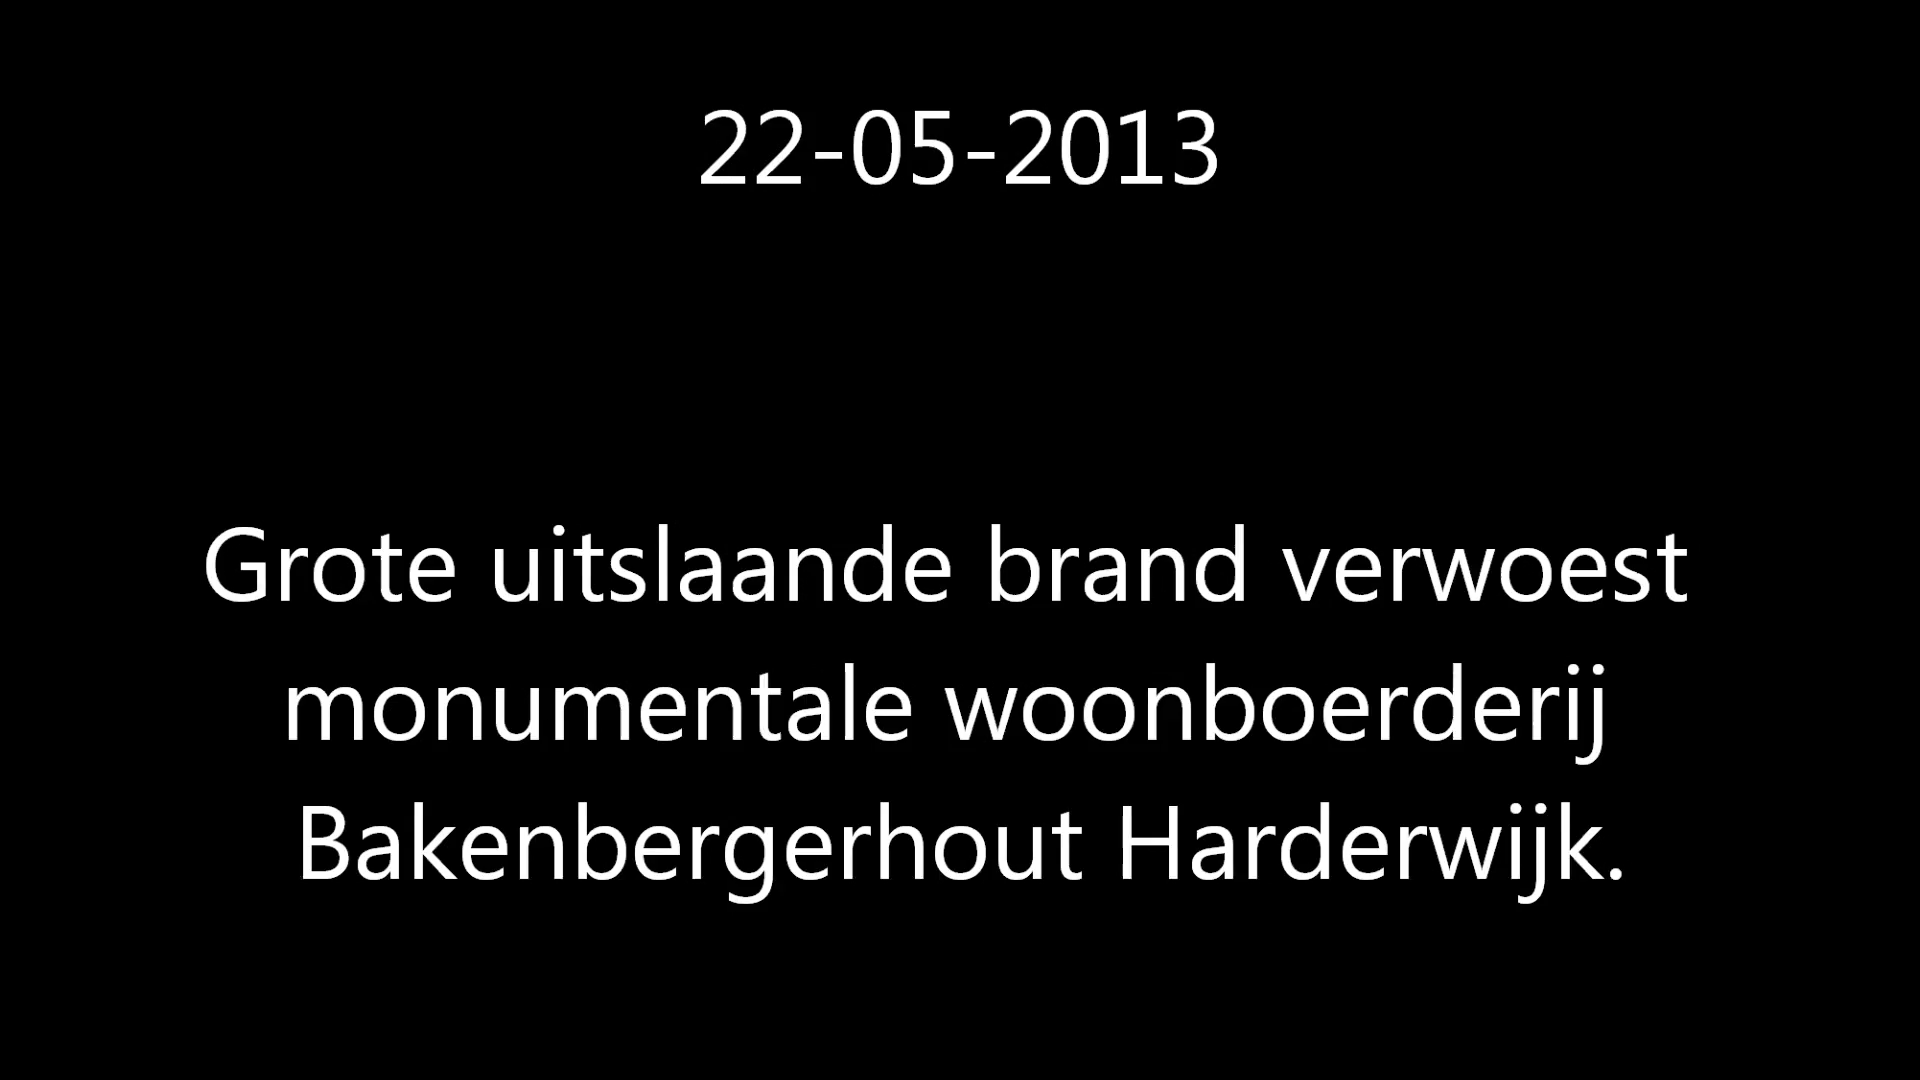 22-05-2013
Grote uitslaande brand verwoest
monumentale woonboerderij
Bakenbergerhout Harderwijk.